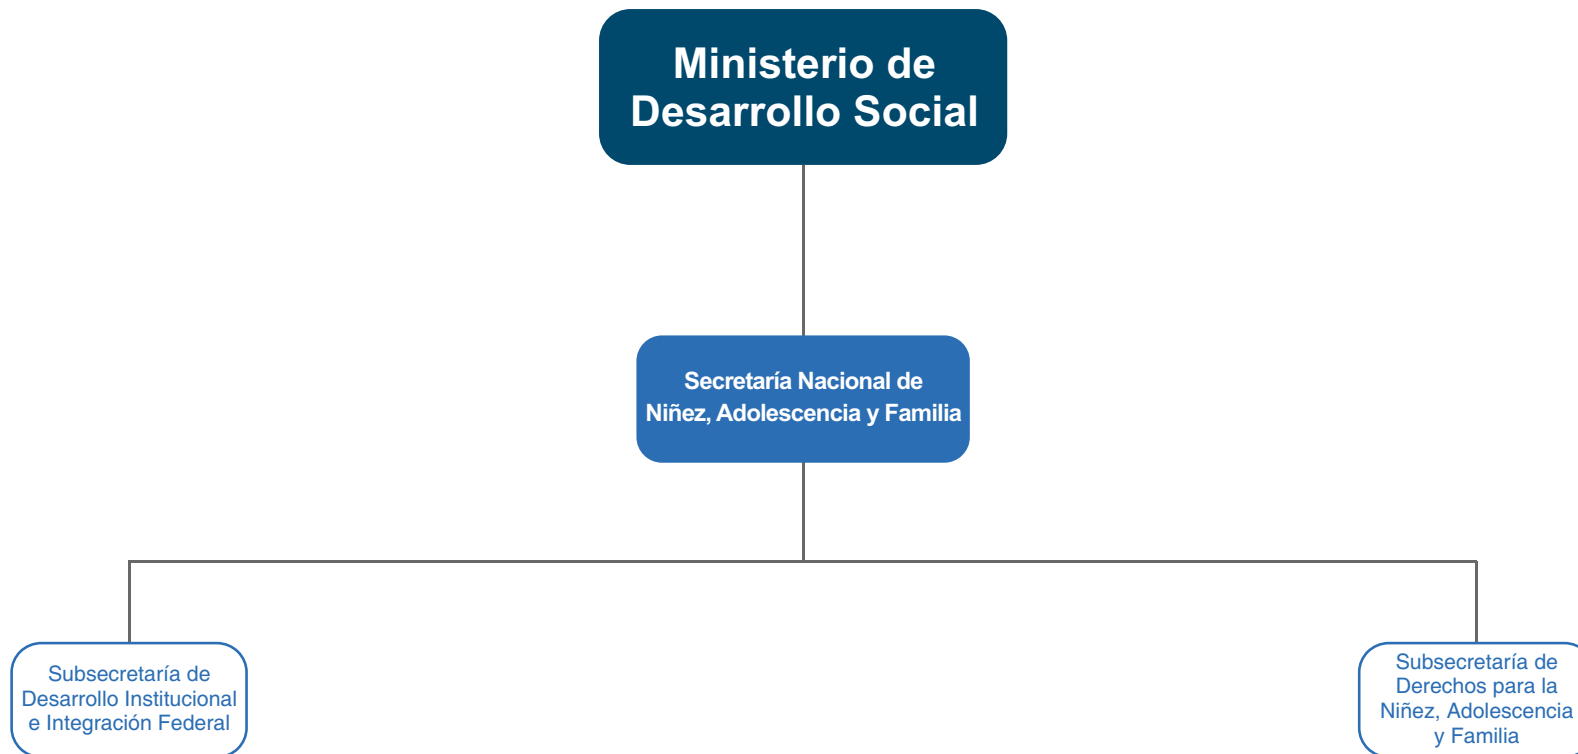 Ministerio de
Desarrollo Social
Secretaría Nacional de
Niñez, Adolescencia y Familia
Subsecretaría de
Desarrollo Institucional
e Integración Federal
Subsecretaría de
Derechos para la
Niñez, Adolescencia
y Familia